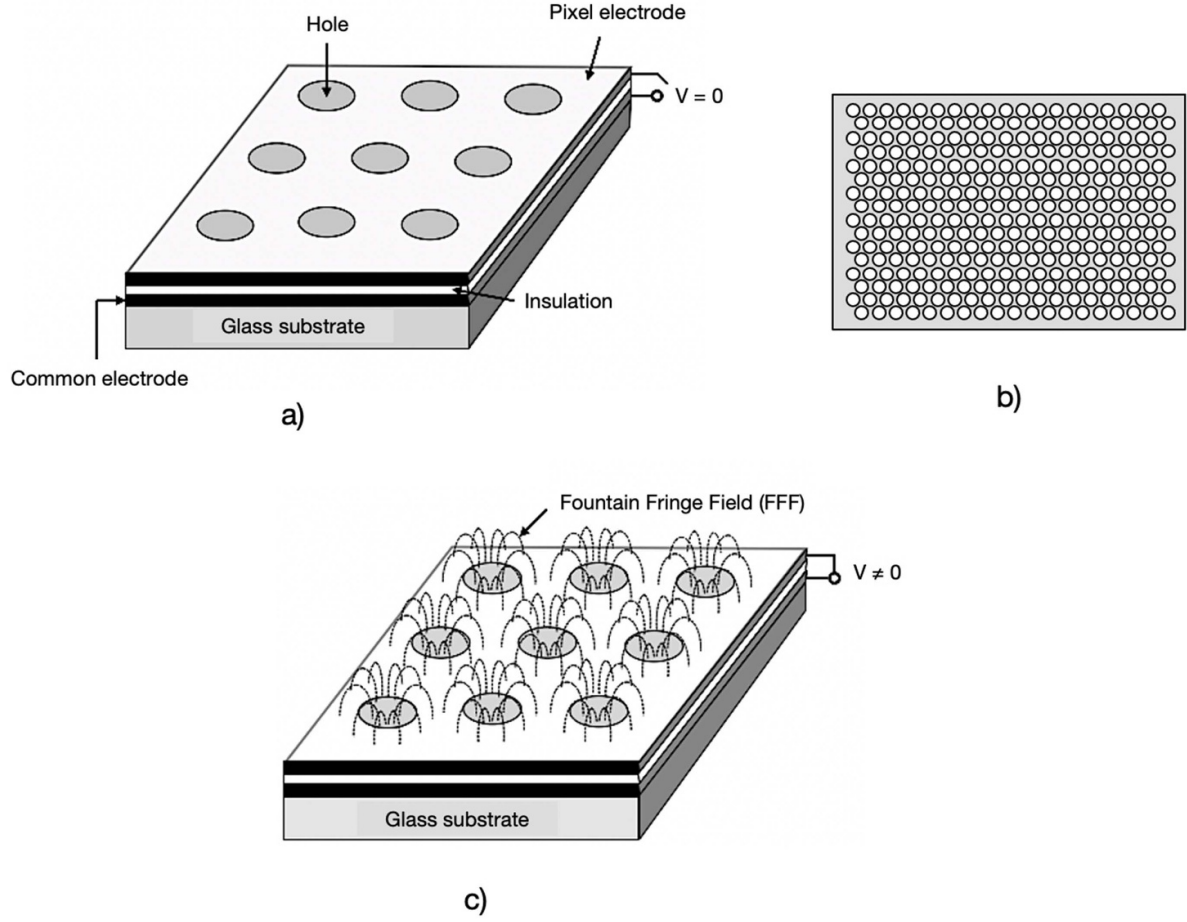 Hole
Pixel electrode
V = 0
Insulation
Glass substrate
Common electrode
a)
b)
Fountain Fringe Field (FFF)
V ≠ 0
Glass substrate
c)